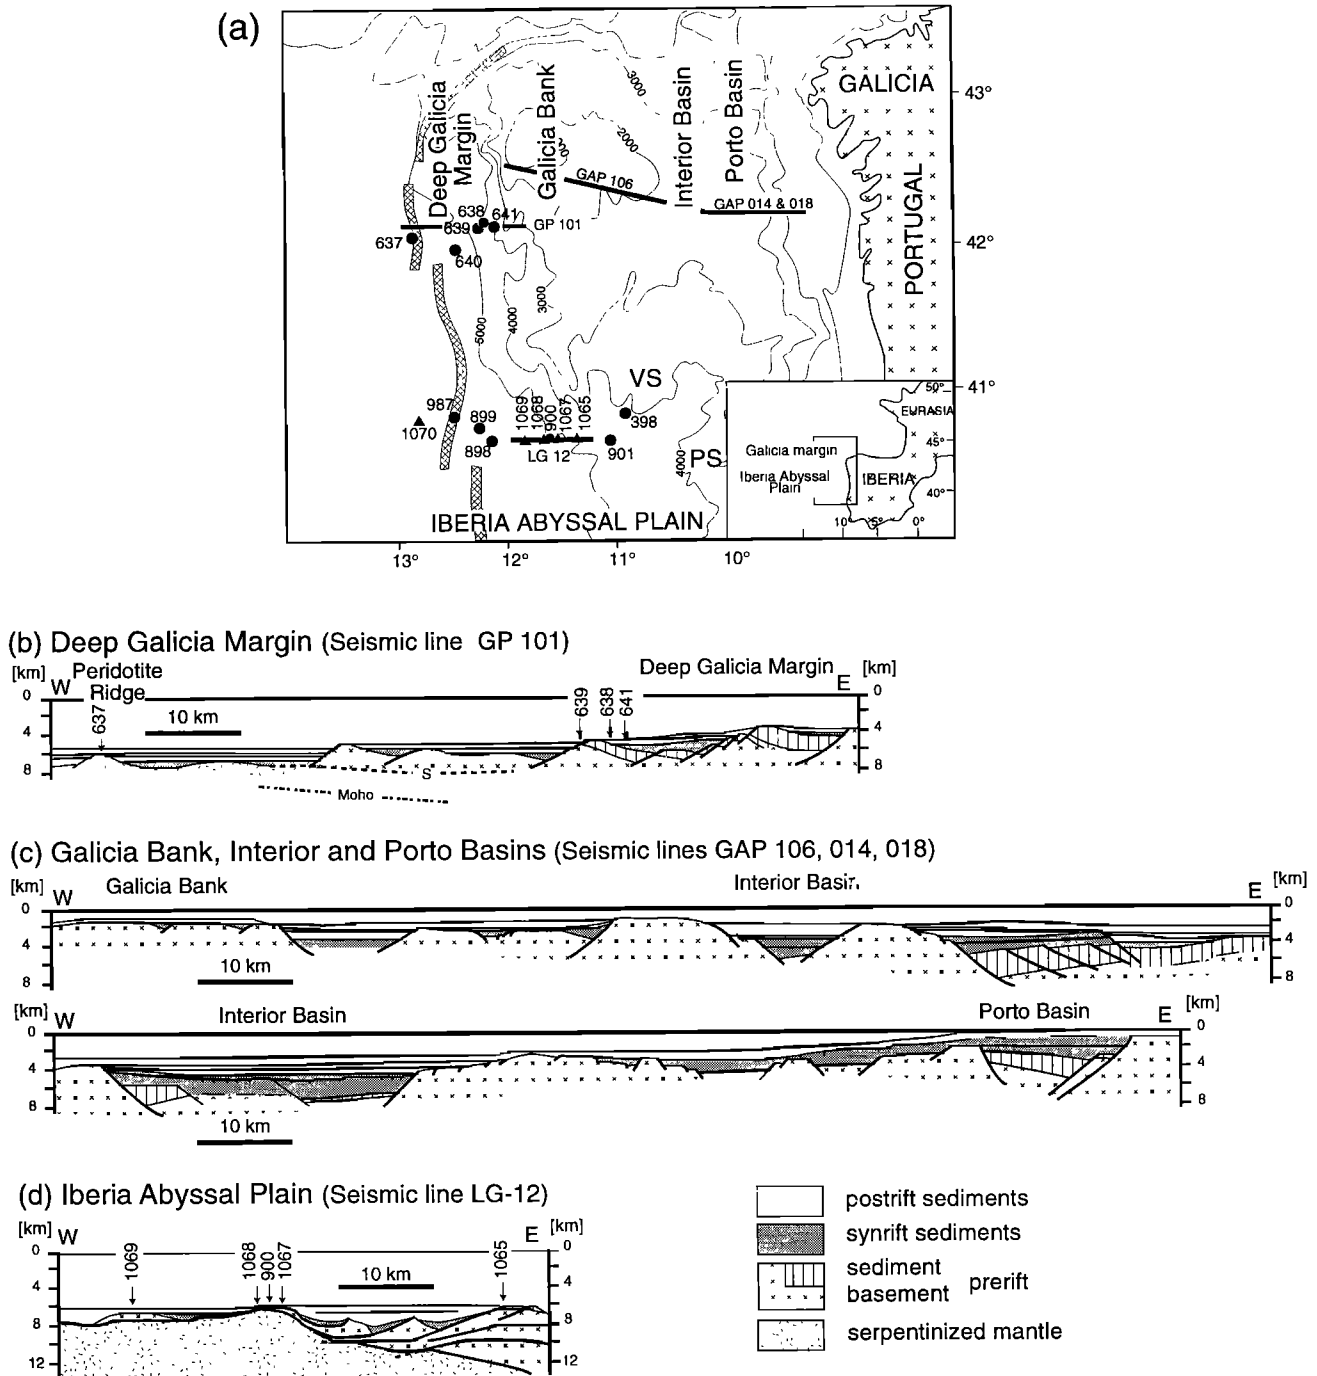 (a)
GALICIA
PORTUGAL
43°
42°
41°
Deep Galicia
Margin
Galicia Bank
Interior Basin
Porto Basin
3000
2000
GAP 106
GAP 014 & 018
638
641
639
GP 101
637
640
5000
4000
3000
VS
987
1070
899
898
1069
1068
900
1067
1065
LG 12
398
901
4000
PS
IBERIA ABYSSAL PLAIN
50°
EURASIA
45°
Galicia margin
Iberia Abyssal
Plain
IBERIA
40°
10°
5°
0°
13°
12°
11°
10°
(b) Deep Galicia Margin (Seismic line GP 101)
[km]
W
Peridotite
Ridge
Deep Galicia Margin
E
[km]
0
4
8
637
10 km
639
638
641
S
Moho
0
4
8
(c) Galicia Bank, Interior and Porto Basins (Seismic lines GAP 106, 014, 018)
[km]
W
Galicia Bank
Interior Basin
E
[km]
0
4
8
10 km
0
4
8
[km]
W
Interior Basin
Porto Basin
E
[km]
0
4
8
10 km
0
4
8
(d) Iberia Abyssal Plain (Seismic line LG-12)
[km]
W
E
[km]
0
4
8
12
1069
1068
900
1067
10 km
1065
0
4
8
12
postrift sediments
synrift sediments
sediment
basement
prerift
serpentinized mantle